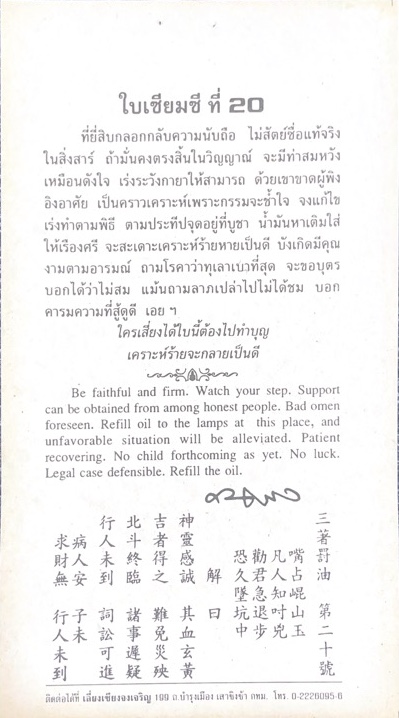 ใบเซียมซี ที่ 20
ที่ยี่สิบกลอกกลับความนับถือ ไม่สัตย์ซื่อแท้จริง
ในสิ่งสาร์ ถ้ามั่นคงตรงสิ้นในวิญญาณ์ จะมีท่าสมหวัง
เหมือนดังใจ เร่งระวังกายาให้สามารถ ด้วยเขาขาดผู้พิง
อิงอาศัย เป็นคราวเคราะห์เพราะกรรมจะช้ำใจ จงแก้ไข
เร่งทำตามพิธี ตามประทีปจุดอยู่ที่บูชา น้ำมันหาเติมใส่
ให้เรืองศรี จะสะเดาะเคราะห์ร้ายหายเป็นดี บังเกิดมีคุณ
งามตามอารมณ์ ถามโรคาว่าทุเลาเบาที่สุด จะขอบุตร
บอกได้ว่าไม่สม แม้นถามลาภเปล่าไปไม่ได้ชม บอก
คารมความที่สู้ดูดี เอย ฯ
ใครเสี่ยงได้ใบนี้ต้องไปทำบุญ
เคราะห์ร้ายจะกลายเป็นดี
Be faithful and firm. Watch your step. Support
can be obtained from among honest people. Bad omen
foreseen. Refill oil to the lamps at this place, and
unfavorable situation will be alleviated. Patient
recovering. No child forthcoming as yet. No luck.
Legal case defensible. Refill the oil.
三著罸油 第二十號
嘴占崐山玉
凡人知吋兇
勸君急退步
恐久墜坑中
解曰
神靈感誠 其血玄黃
吉者得之 難免災殃
北斗終臨 諸事遲疑
行人未到 詞訟可進
病人安 子未
求財無 行人未到
ติดต่อได้ที่ เลี่ยงเซียงจงเจริญ 199 ถ.บำรุงเมือง เสาชิงช้า กทม. โทร. 0-2226095-6